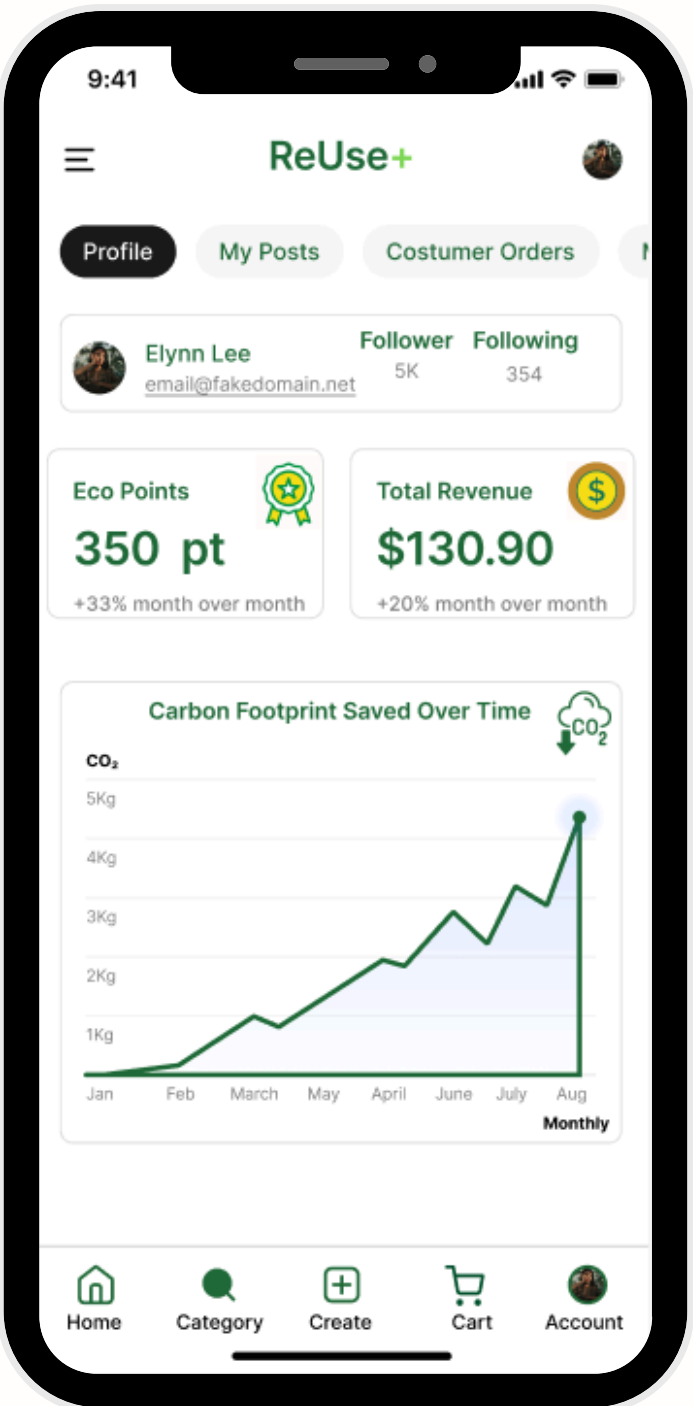 9:41
ReUse+
Profile My Posts Costumer Orders
Elynn Lee
email@fakedomain.net
Follower Following
5K 354
Eco Points
350 pt
+33% month over month
Total Revenue
$
$130.90
+20% month over month
Carbon Footprint Saved Over Time
CO₂
CO₂
5Kg
4Kg
3Kg
2Kg
1Kg
Jan Feb March May April June July Aug
Monthly
Home Category Create Cart Account